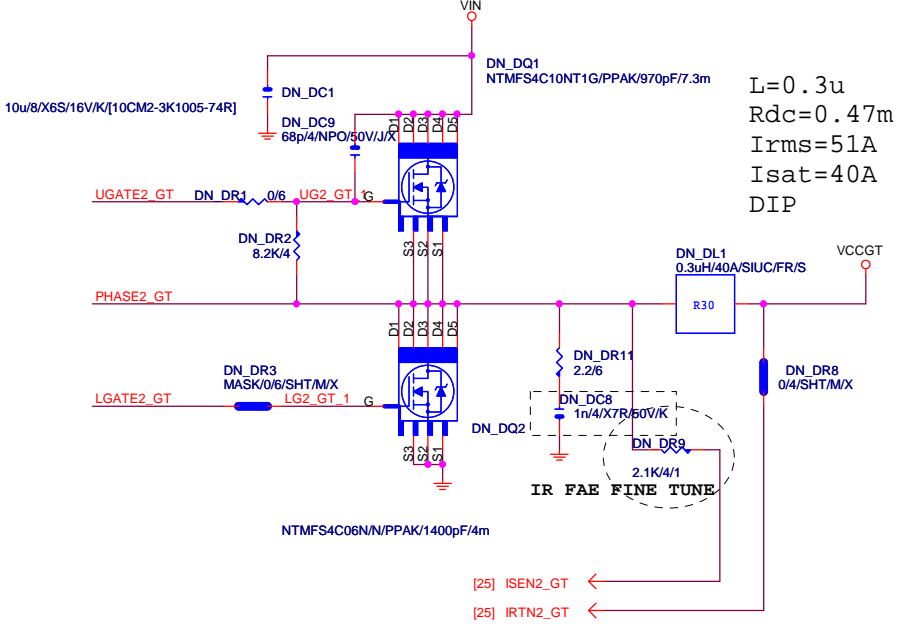 VIN
DN_DQ1
NTMFS4C10NT1G/PPAK/970pF/7.3m
L=0.3u
Rdc=0.47m
Irms=51A
Isat=40A
DIP
DN_DC1
10u/8/X6S/16V/K/[10CM2-3K1005-74R]
DN_DC9
68p/4/NPO/50V/J/X
D1
D2
D3
D4
D5
UGATE2_GT
DN_DR1
0/6
UG2_GT_1
G
DN_DR2
8.2K/4
S3
S2
S1
VCCGT
DN_DL1
0.3uH/40A/SIUC/FR/S
R30
PHASE2_GT
D1
D2
D3
D4
D5
DN_DR3
MASK/0/6/SHT/M/X
LGATE2_GT
LG2_GT_1
G
DN_DR11
2.2/6
DN_DR8
0/4/SHT/M/X
DN_DC8
1n/4/X7R/50V/K
DN_DQ2
S3
S2
S1
DN_DR9
2.1K/4/1
IR FAE FINE TUNE
NTMFS4C06N/N/PPAK/1400pF/4m
[25] ISEN2_GT
[25] IRTN2_GT